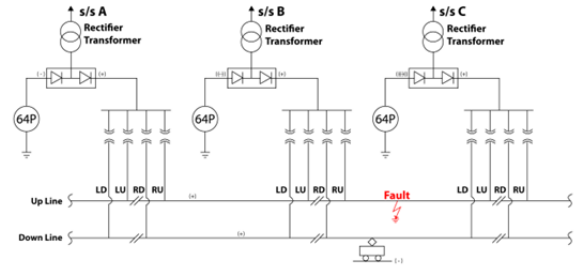 s/s A
Rectifier
Transformer
(-)
(+)
64P
s/s B
Rectifier
Transformer
(+)
64P
s/s C
Rectifier
Transformer
(+)
64P
LD LU RD RU
LD LU RD RU
LD LU RD RU
Up Line
(+)
Fault
Down Line
(+)
(-)